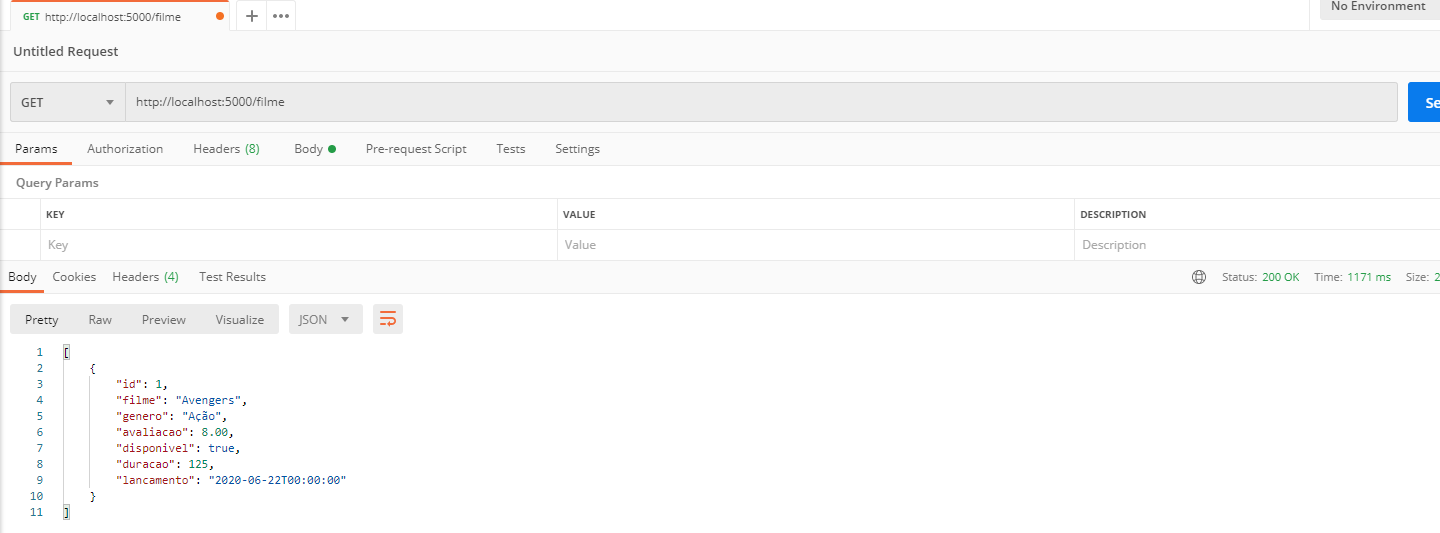 GET http://localhost:5000/filme
No Environment
Untitled Request
GET http://localhost:5000/filme Se
Params Authorization Headers (8) Body Pre-request Script Tests Settings
Query Params
KEY VALUE DESCRIPTION
Key Value Description
Body Cookies Headers (4) Test Results Status: 200 OK Time: 1171 ms Size: 2
Pretty Raw Preview Visualize JSON
1 [
2 {
3 "id": 1,
4 "filme": "Avengers",
5 "genero": "Ação",
6 "avaliacao": 8.00,
7 "disponivel": true,
8 "duracao": 125,
9 "lancamento": "2020-06-22T00:00:00"
10 }
11 ]